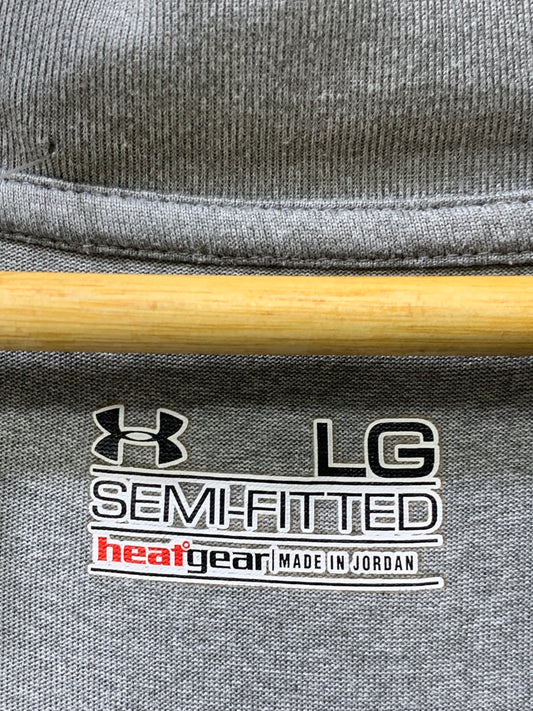 LG
SEMI-FITTED
heatgear | MADE IN JORDAN